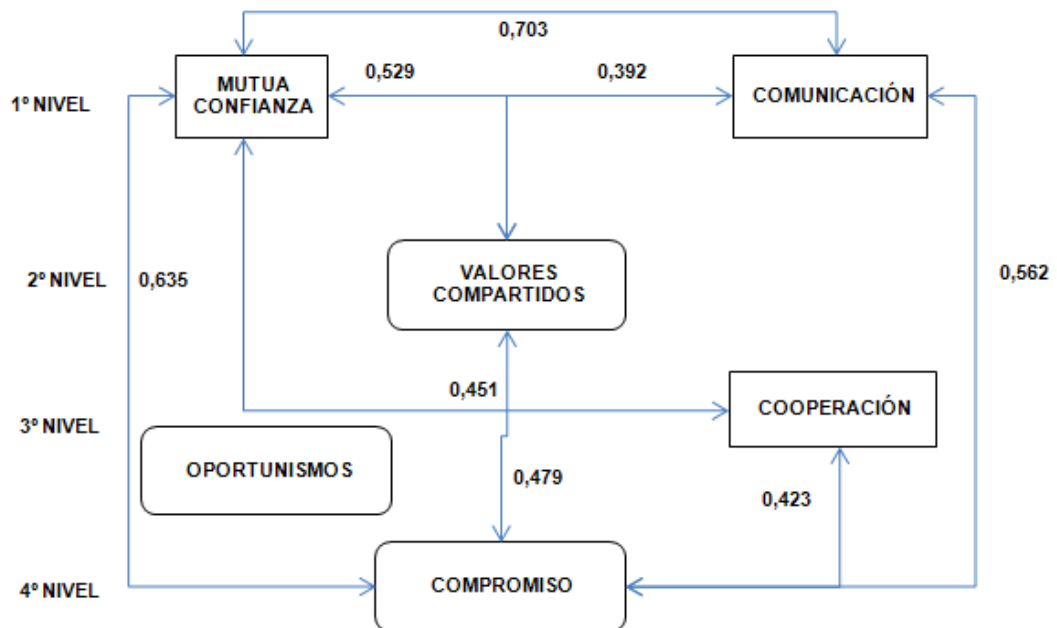 0,703
MUTUA
CONFIANZA
0,529
0,392
COMUNICACIÓN
1º NIVEL
2º NIVEL
0,635
VALORES
COMPARTIDOS
0,562
0,451
COOPERACIÓN
3º NIVEL
OPORTUNISMOS
0,479
0,423
4º NIVEL
COMPROMISO